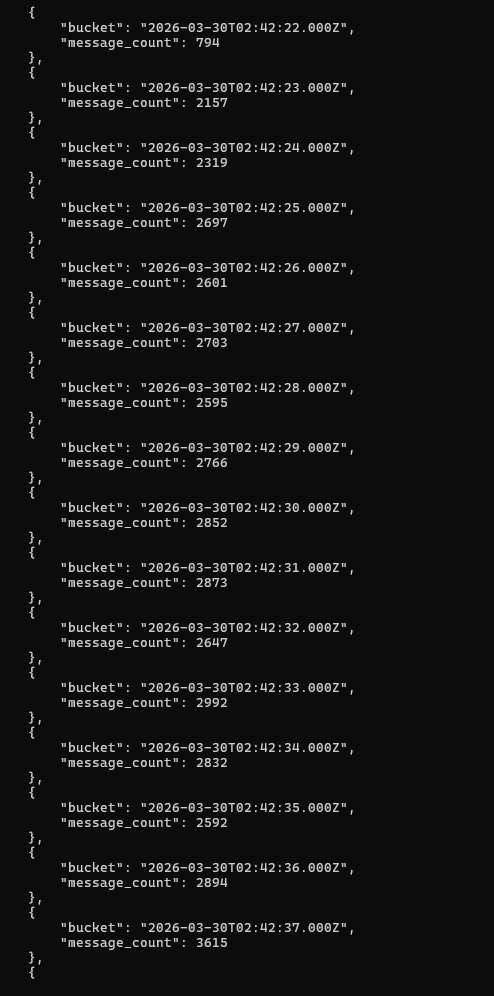 {
"bucket": "2026-03-30T02:42:22.000Z",
"message_count": 794
},
{
"bucket": "2026-03-30T02:42:23.000Z",
"message_count": 2157
},
{
"bucket": "2026-03-30T02:42:24.000Z",
"message_count": 2319
},
{
"bucket": "2026-03-30T02:42:25.000Z",
"message_count": 2697
},
{
"bucket": "2026-03-30T02:42:26.000Z",
"message_count": 2601
},
{
"bucket": "2026-03-30T02:42:27.000Z",
"message_count": 2703
},
{
"bucket": "2026-03-30T02:42:28.000Z",
"message_count": 2595
},
{
"bucket": "2026-03-30T02:42:29.000Z",
"message_count": 2766
},
{
"bucket": "2026-03-30T02:42:30.000Z",
"message_count": 2852
},
{
"bucket": "2026-03-30T02:42:31.000Z",
"message_count": 2873
},
{
"bucket": "2026-03-30T02:42:32.000Z",
"message_count": 2647
},
{
"bucket": "2026-03-30T02:42:33.000Z",
"message_count": 2992
},
{
"bucket": "2026-03-30T02:42:34.000Z",
"message_count": 2832
},
{
"bucket": "2026-03-30T02:42:35.000Z",
"message_count": 2592
},
{
"bucket": "2026-03-30T02:42:36.000Z",
"message_count": 2894
},
{
"bucket": "2026-03-30T02:42:37.000Z",
"message_count": 3615
},
{